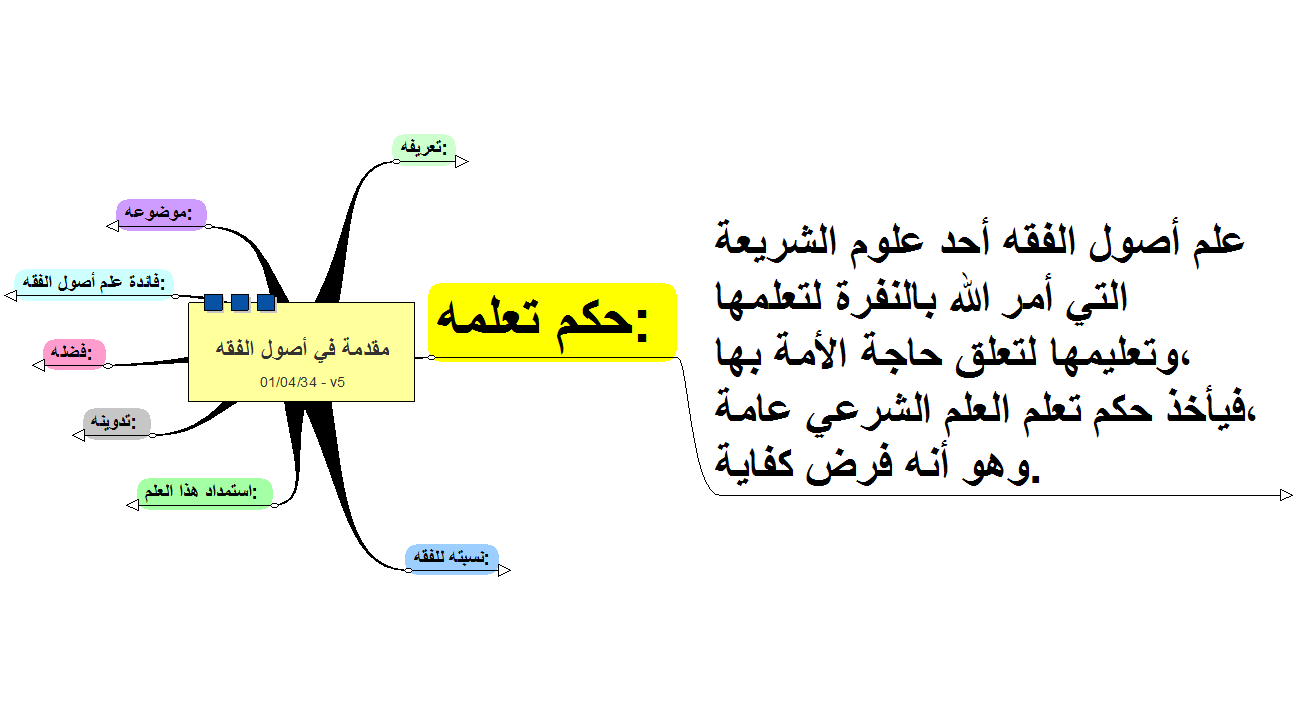 تعريفه:
موضوعه:
فائدة علم أصول الفقه:
فضله:
تدوينه:
استمداد هذا العلم:
نسبته للفقه:
مقدمة في أصول الفقه
01/04/34 - v5
حكم تعلمه:
علم أصول الفقه أحد علوم الشريعة
التي أمر الله بالنفرة لتعلمها
وتعليمها لتعلق حاجة الأمة بها،
فيأخذ حكم تعلم العلم الشرعي عامة،
وهو أنه فرض كفاية.